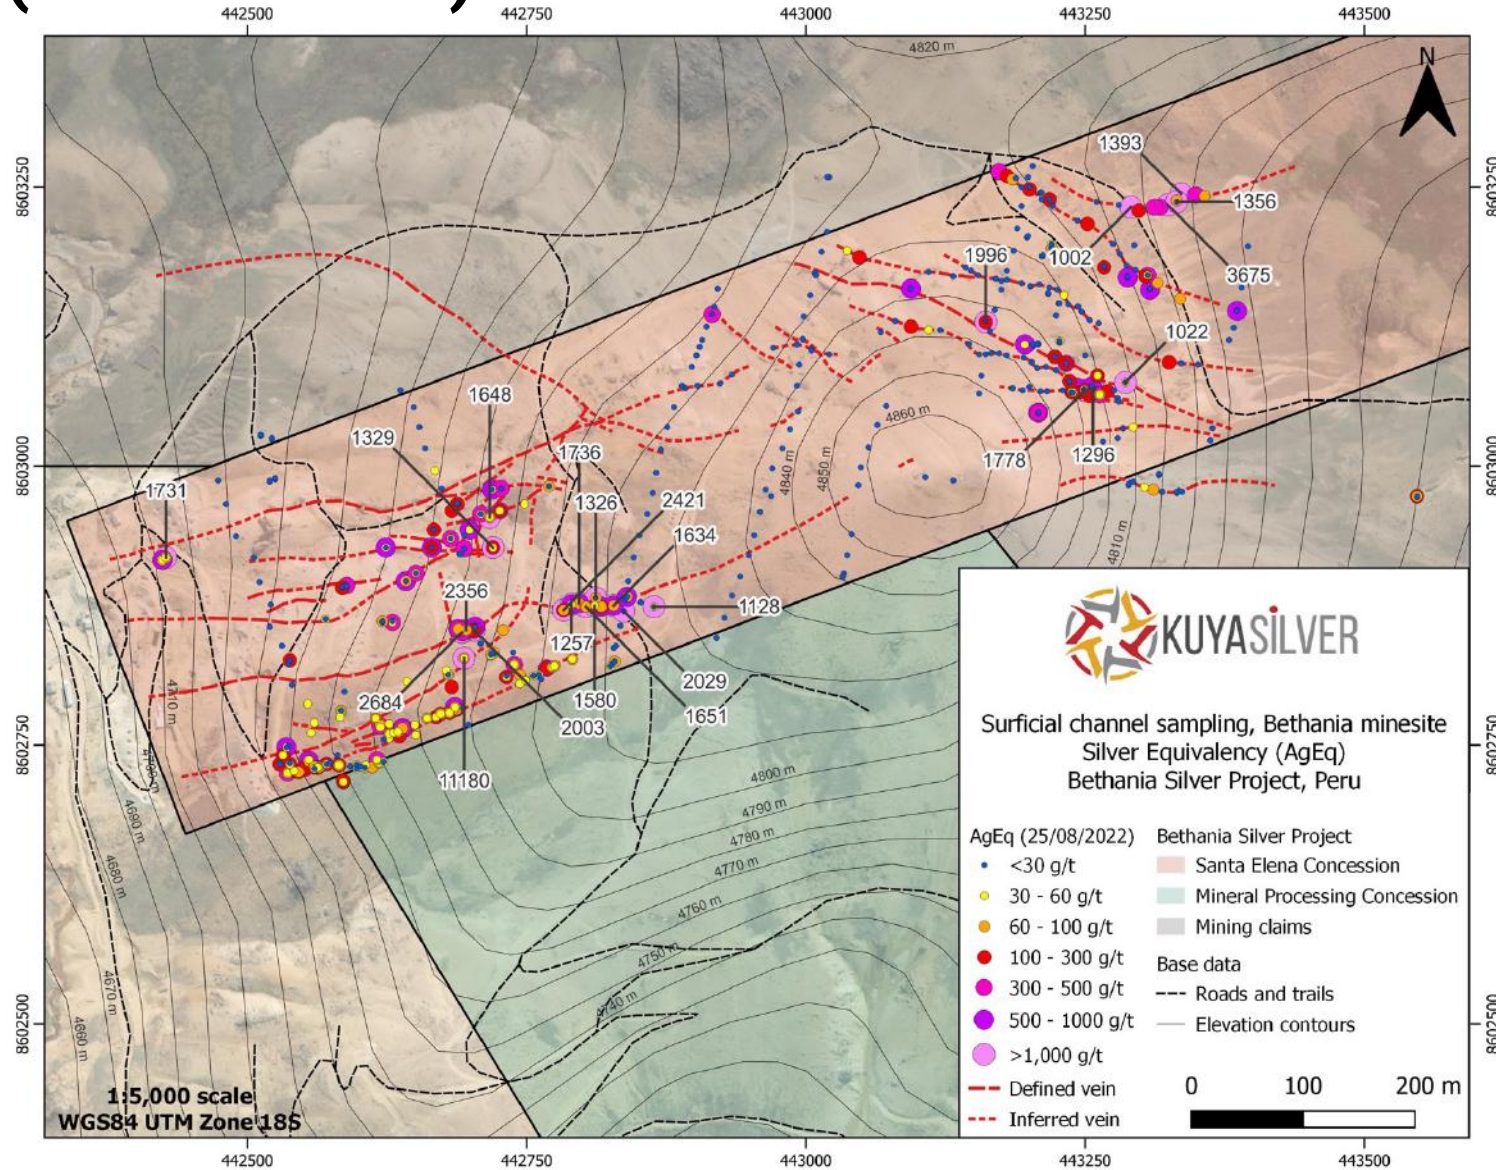 442500 442750 443000 443250 443500
8603250
8603000
8602750
8602500
8603250
8603000
8602750
8602500
442500 442750 443000 443250 443500
4820 m
N
1393
1356
1996
1002
3675
1022
1648
4860 m
1329
1736
1778
1296
4840 m
4850 m
1731
1326
2421
1634
4810 m
2356
1128
1257
2684
2029
1580
1651
2003
4710 m
4700 m
11180
4690 m
4680 m
4670 m
4660 m
4800 m
4790 m
4780 m
4770 m
4760 m
4750 m
4740 m
KUYASILVER
Surficial channel sampling, Bethania minesite
Silver Equivalency (AgEq)
Bethania Silver Project, Peru
AgEq (25/08/2022)
<30 g/t
30 - 60 g/t
60 - 100 g/t
100 - 300 g/t
300 - 500 g/t
500 - 1000 g/t
>1,000 g/t
Defined vein
Inferred vein
Bethania Silver Project
Santa Elena Concession
Mineral Processing Concession
Mining claims
Base data
Roads and trails
Elevation contours
0 100 200 m
1:5,000 scale
WGS84 UTM Zone 18S